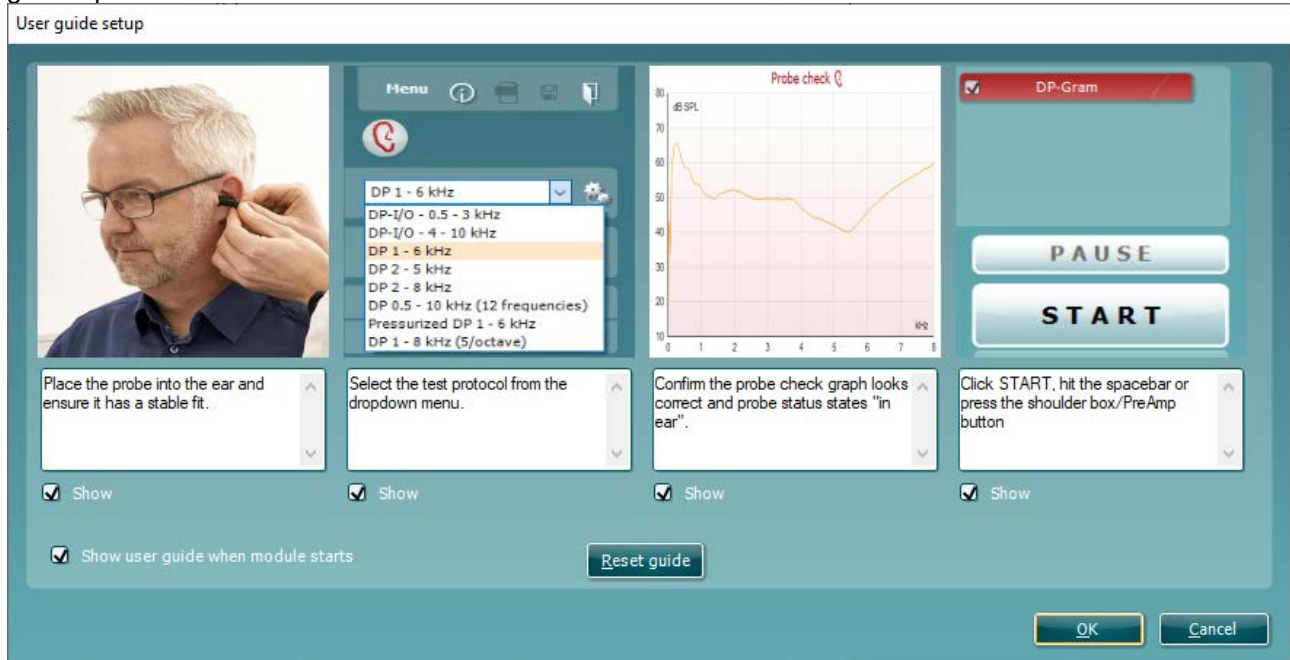 User guide setup
Menu
DP 1 - 6 kHz
DP-I/O - 0.5 - 3 kHz
DP-I/O - 4 - 10 kHz
DP 1 - 6 kHz
DP 2 - 5 kHz
DP 2 - 8 kHz
DP 0.5 - 10 kHz (12 frequencies)
Pressurized DP 1 - 6 kHz
DP 1 - 8 kHz (5/octave)
Probe check
dB SPL
80
70
60
50
40
30
20
10
kHz
0 1 2 3 4 5 6 7 8
DP-Gram
PAUSE
START
Place the probe into the ear and
ensure it has a stable fit.
Select the test protocol from the
dropdown menu.
Confirm the probe check graph looks
correct and probe status states "in
ear".
Click START, hit the spacebar or
press the shoulder box/PreAmp
button
Show
Show
Show
Show
Show user guide when module starts
Reset guide
OK
Cancel